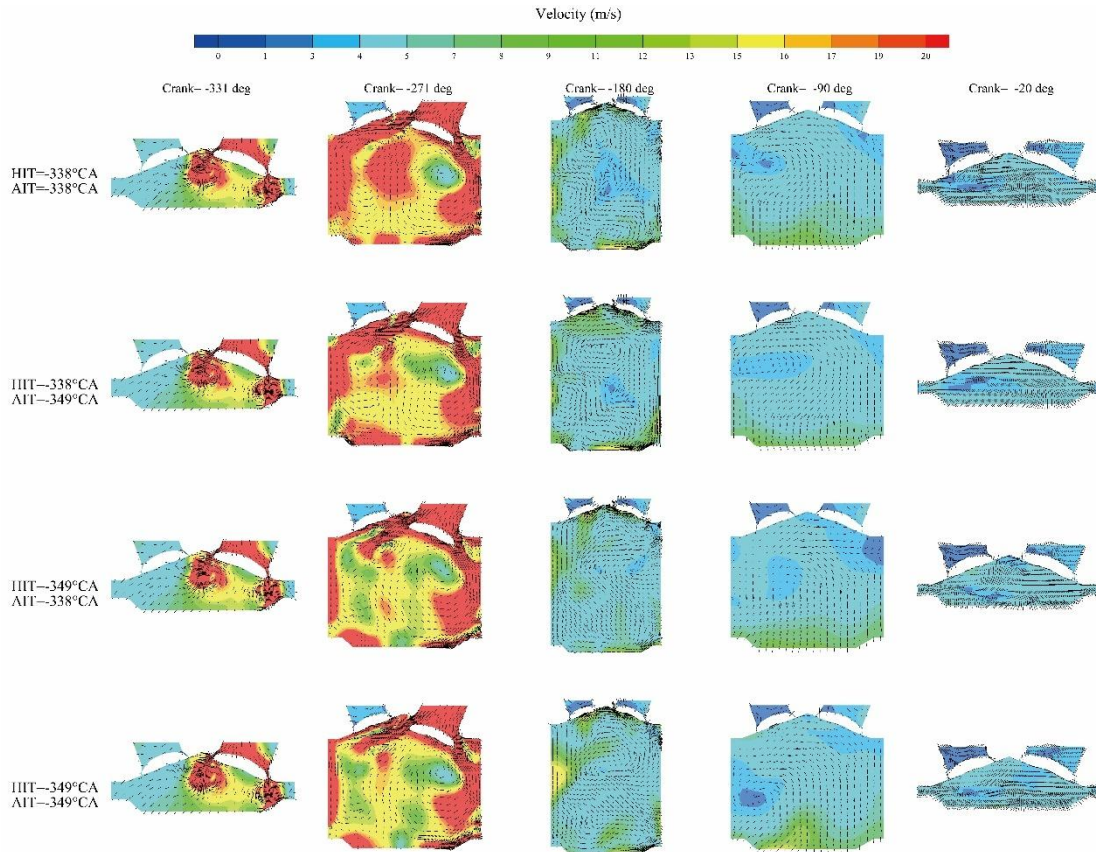 Velocity (m/s)
0 1 3 4 5 7 8 9 11 12 13 15 16 17 19 20
Crank= -331 deg Crank= -271 deg Crank= -180 deg Crank= -90 deg Crank= -20 deg
HIT=-338°CA
AIT=-338°CA
HIT=-338°CA
AIT=-349°CA
HIT=-349°CA
AIT=-338°CA
HIT=-349°CA
AIT=-349°CA